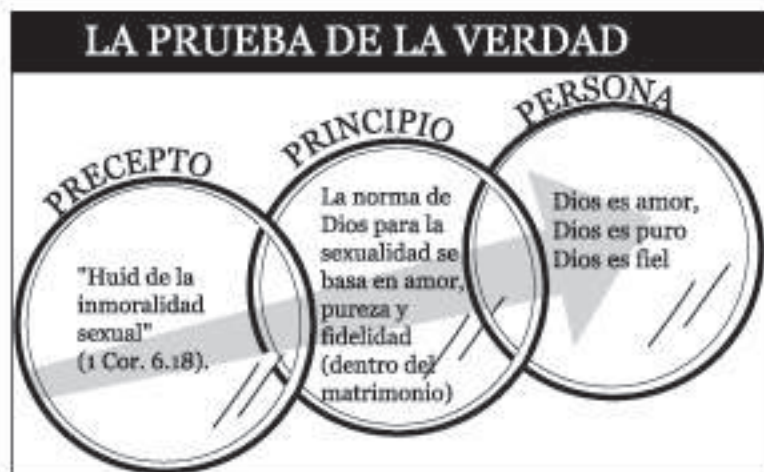 LA PRUEBA DE LA VERDAD
PRECEPTO
"Huid de la
inmoralidad
sexual"
(1 Cor. 6.18).
PRINCIPIO
La norma de
Dios para la
sexualidad se
basa en amor,
pureza y
fidelidad
(dentro del
matrimonio)
PERSONA
Dios es amor,
Dios es puro
Dios es fiel